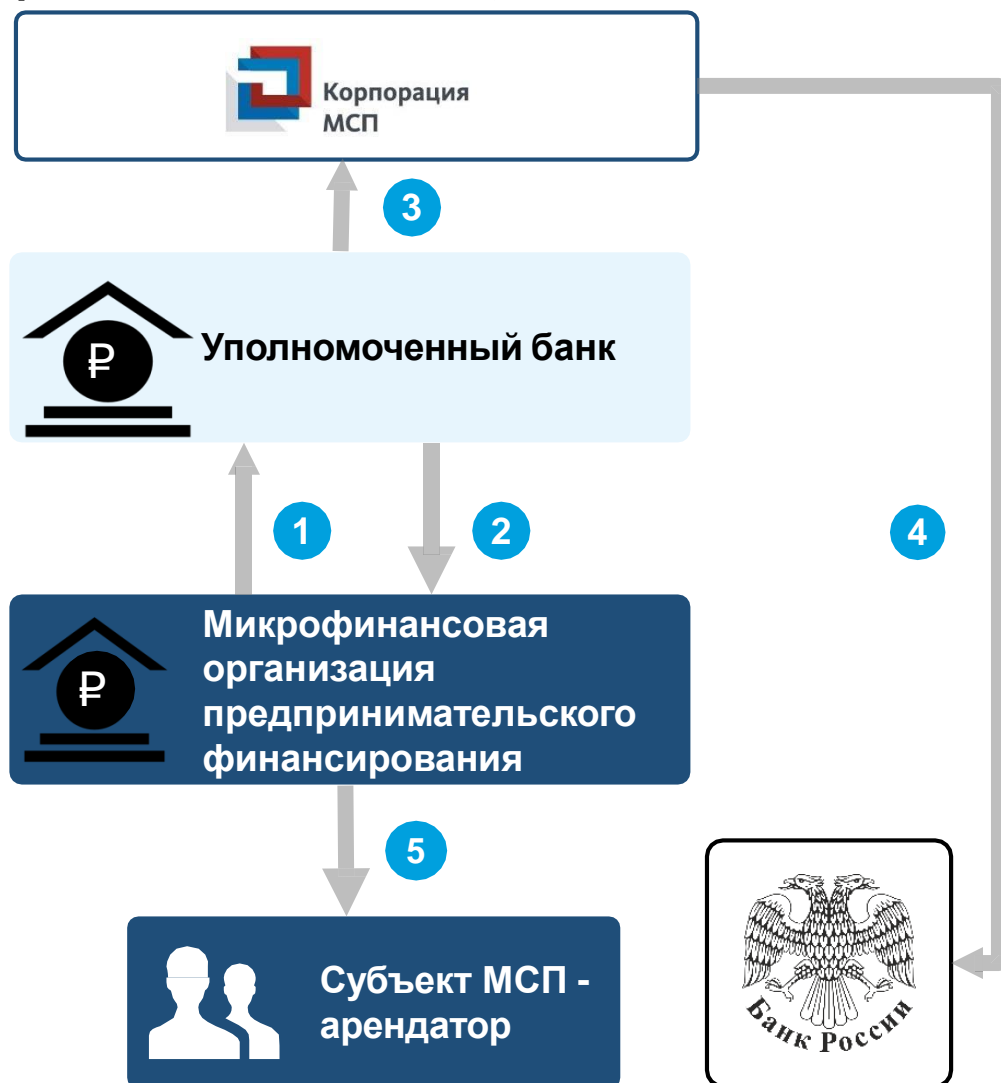 Корпорация
МСП
3
₽
Уполномоченный банк
1
2
4
₽
Микрофинансовая
организация
предпринимательского
финансирования
5
Субъект МСП -
арендатор
Банк России